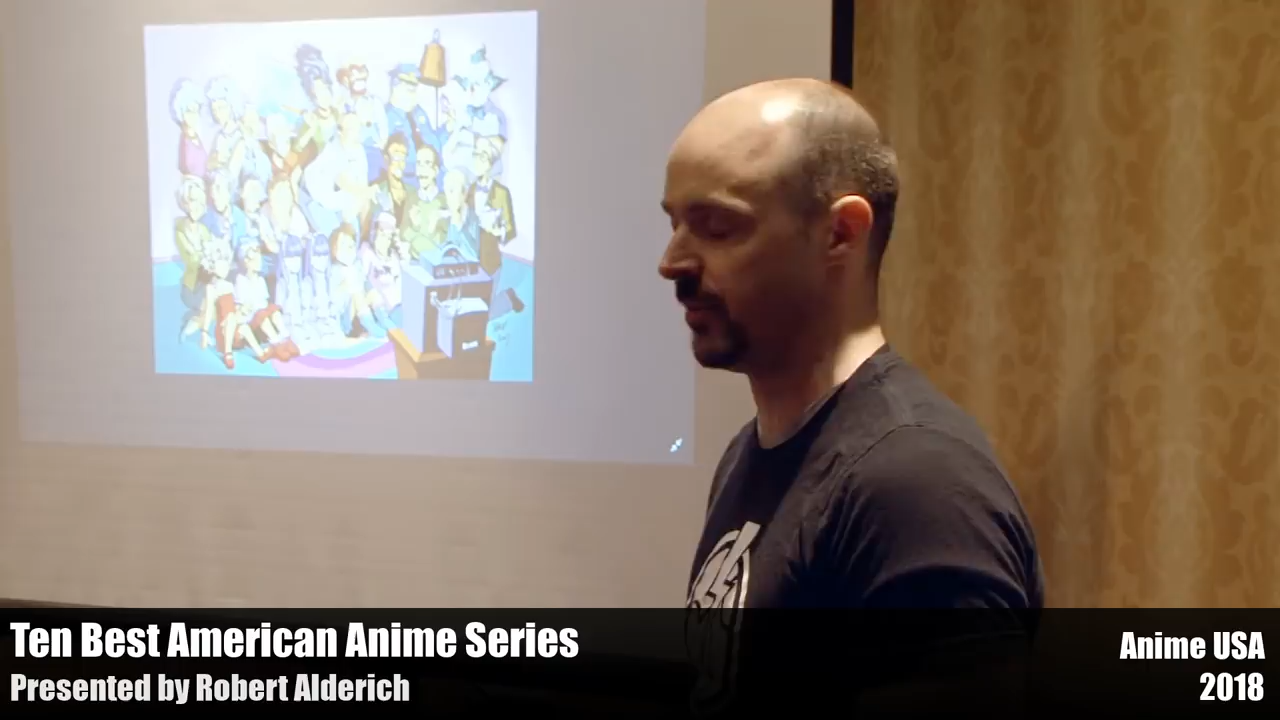 Ten Best American Anime Series
Presented by Robert Alderich
Anime USA
2018